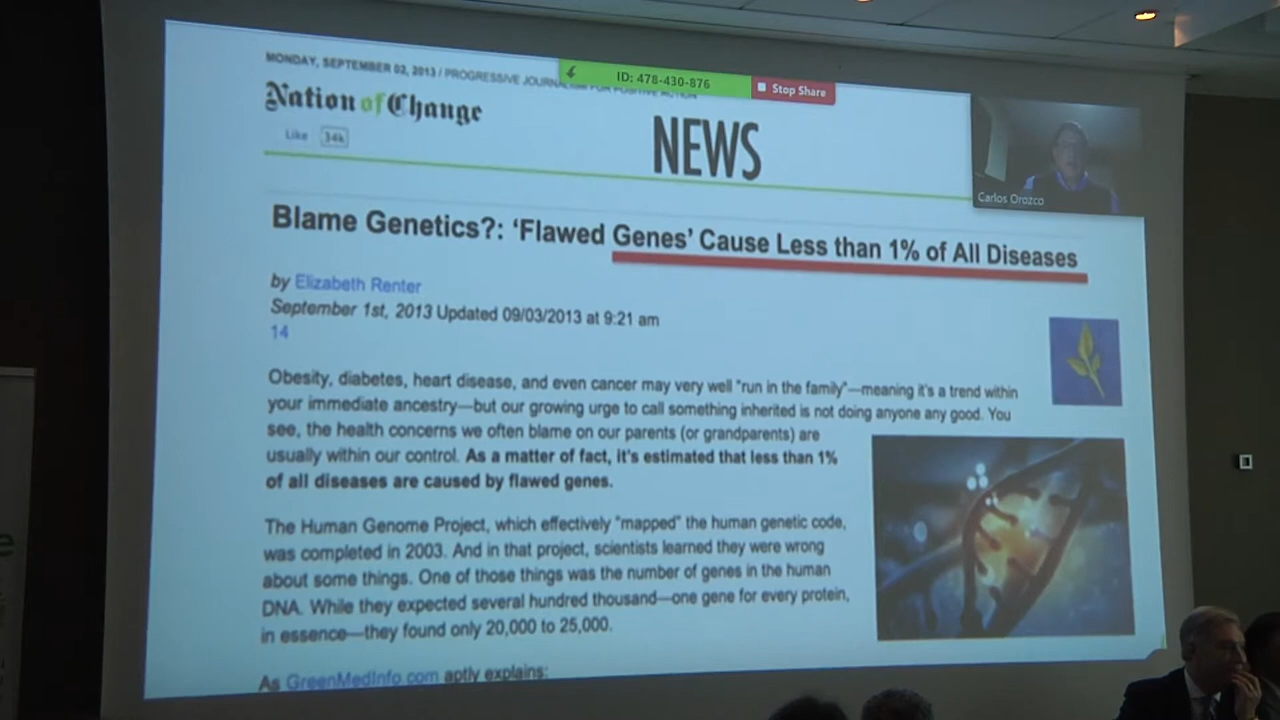 MONDAY, SEPTEMBER 02, 2013 / PROGRESSIVE JOURNALISM FOR POSITIVE ACTION
ID: 478-430-876
Stop Share
Nation of Change
Like 34k
NEWS
Carlos Orozco
Blame Genetics?: ‘Flawed Genes’ Cause Less than 1% of All Diseases
by Elizabeth Renter
September 1st, 2013 Updated 09/03/2013 at 9:21 am
14
Obesity, diabetes, heart disease, and even cancer may very well "run in the family"—meaning it's a trend within
your immediate ancestry—but our growing urge to call something inherited is not doing anyone any good. You
see, the health concerns we often blame on our parents (or grandparents) are
usually within our control. As a matter of fact, it's estimated that less than 1%
of all diseases are caused by flawed genes.
The Human Genome Project, which effectively "mapped" the human genetic code,
was completed in 2003. And in that project, scientists learned they were wrong
about some things. One of those things was the number of genes in the human
DNA. While they expected several hundred thousand—one gene for every protein,
in essence—they found only 20,000 to 25,000.
As GreenMedInfo.com aptly explains: